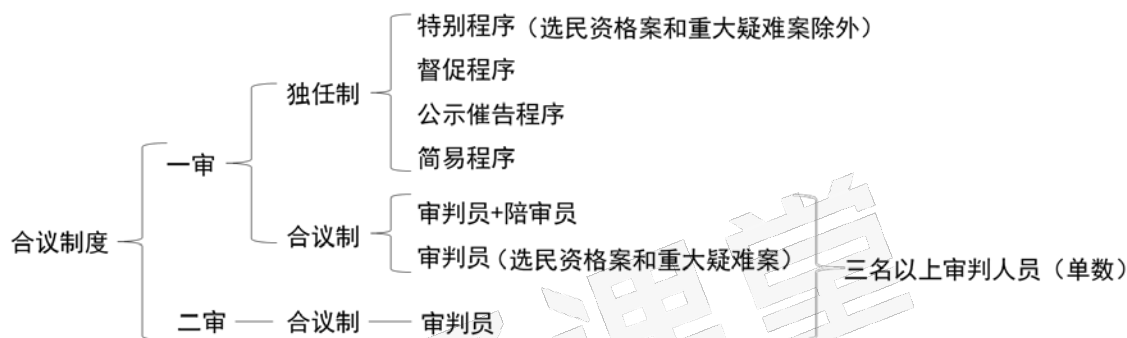 特别程序（选民资格案和重大疑难案除外）
督促程序
独任制
公示催告程序
简易程序
一审
审判员+陪审员
合议制
合议制度
审判员（选民资格案和重大疑难案）
三名以上审判人员（单数）
二审
合议制
审判员